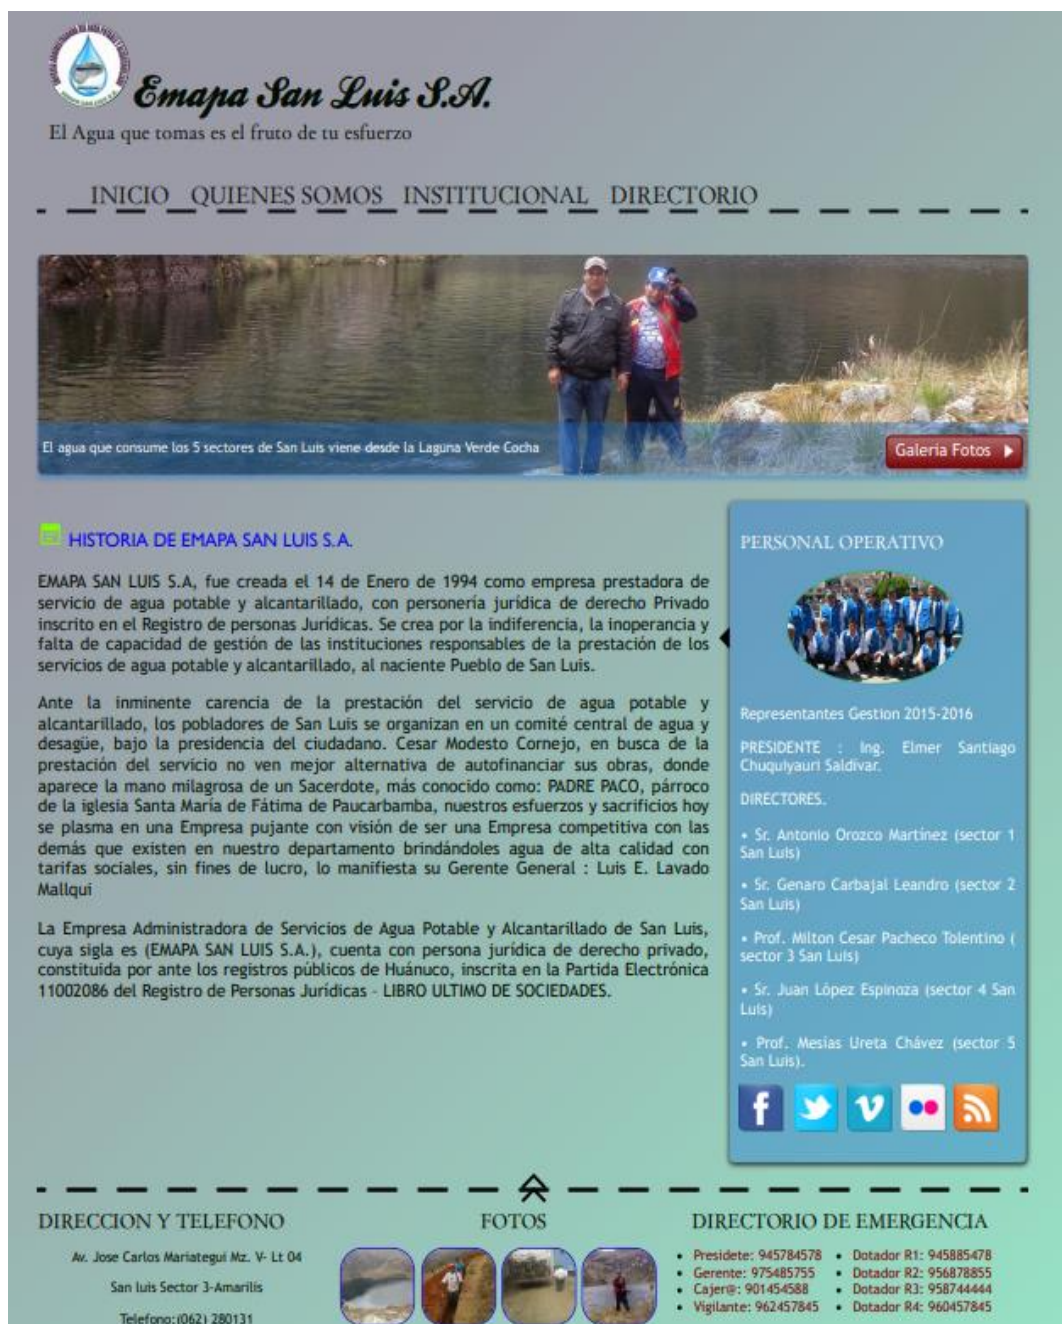 Emapa San Luis S.A.
El Agua que tomas es el fruto de tu esfuerzo
INICIO QUIENES SOMOS INSTITUCIONAL DIRECTORIO
El agua que consume los 5 sectores de San Luis viene desde la Laguna Verde Cocha
Galeria Fotos
HISTORIA DE EMAPA SAN LUIS S.A.
EMAPA SAN LUIS S.A, fue creada el 14 de Enero de 1994 como empresa prestadora de
servicio de agua potable y alcantarillado, con personería jurídica de derecho Privado
inscrito en el Registro de personas Jurídicas. Se crea por la indiferencia, la inoperancia y
falta de capacidad de gestión de las instituciones responsables de la prestación de los
servicios de agua potable y alcantarillado, al naciente Pueblo de San Luis.
Ante la inminente carencia de la prestación del servicio de agua potable y
alcantarillado, los pobladores de San Luis se organizan en un comité central de agua y
desagüe, bajo la presidencia del ciudadano. Cesar Modesto Cornejo, en busca de la
prestación del servicio no ven mejor alternativa de autofinanciar sus obras, donde
aparece la mano milagrosa de un Sacerdote, más conocido como: PADRE PACO, párroco
de la iglesia Santa María de Fátima de Paucarbamba, nuestros esfuerzos y sacrificios hoy
se plasma en una Empresa pujante con visión de ser una Empresa competitiva con las
demás que existen en nuestro departamento brindándoles agua de alta calidad con
tarifas sociales, sin fines de lucro, lo manifiesta su Gerente General : Luis E. Lavado
Mallqui
La Empresa Administradora de Servicios de Agua Potable y Alcantarillado de San Luis,
cuya sigla es (EMAPA SAN LUIS S.A.), cuenta con persona jurídica de derecho privado,
constituida por ante los registros públicos de Huánuco, inscrita en la Partida Electrónica
11002086 del Registro de Personas Jurídicas – LIBRO ULTIMO DE SOCIEDADES.
PERSONAL OPERATIVO
Representantes Gestion 2015-2016
PRESIDENTE : Ing. Elmer Santiago
Chuquiyauri Saldivar.
DIRECTORES.
• Sr. Antonio Orozco Martínez (sector 1
San Luis)
• Sr. Genaro Carbajal Leandro (sector 2
San Luis)
• Prof. Milton Cesar Pacheco Tolentino (
sector 3 San Luis)
• Sr. Juan López Espinoza (sector 4 San
Luis)
• Prof. Mesías Ureta Chávez (sector 5
San Luis).
DIRECCION Y TELEFONO
Av. Jose Carlos Mariategui Mz. V- Lt 04
San luis Sector 3-Amarilis
Telefono:(062) 280131
FOTOS
DIRECTORIO DE EMERGENCIA
• Presidete: 945784578
• Gerente: 975485755
• Cajer@: 901454588
• Vigilante: 962457845
• Dotador R1: 945885478
• Dotador R2: 956878855
• Dotador R3: 958744444
• Dotador R4: 960457845